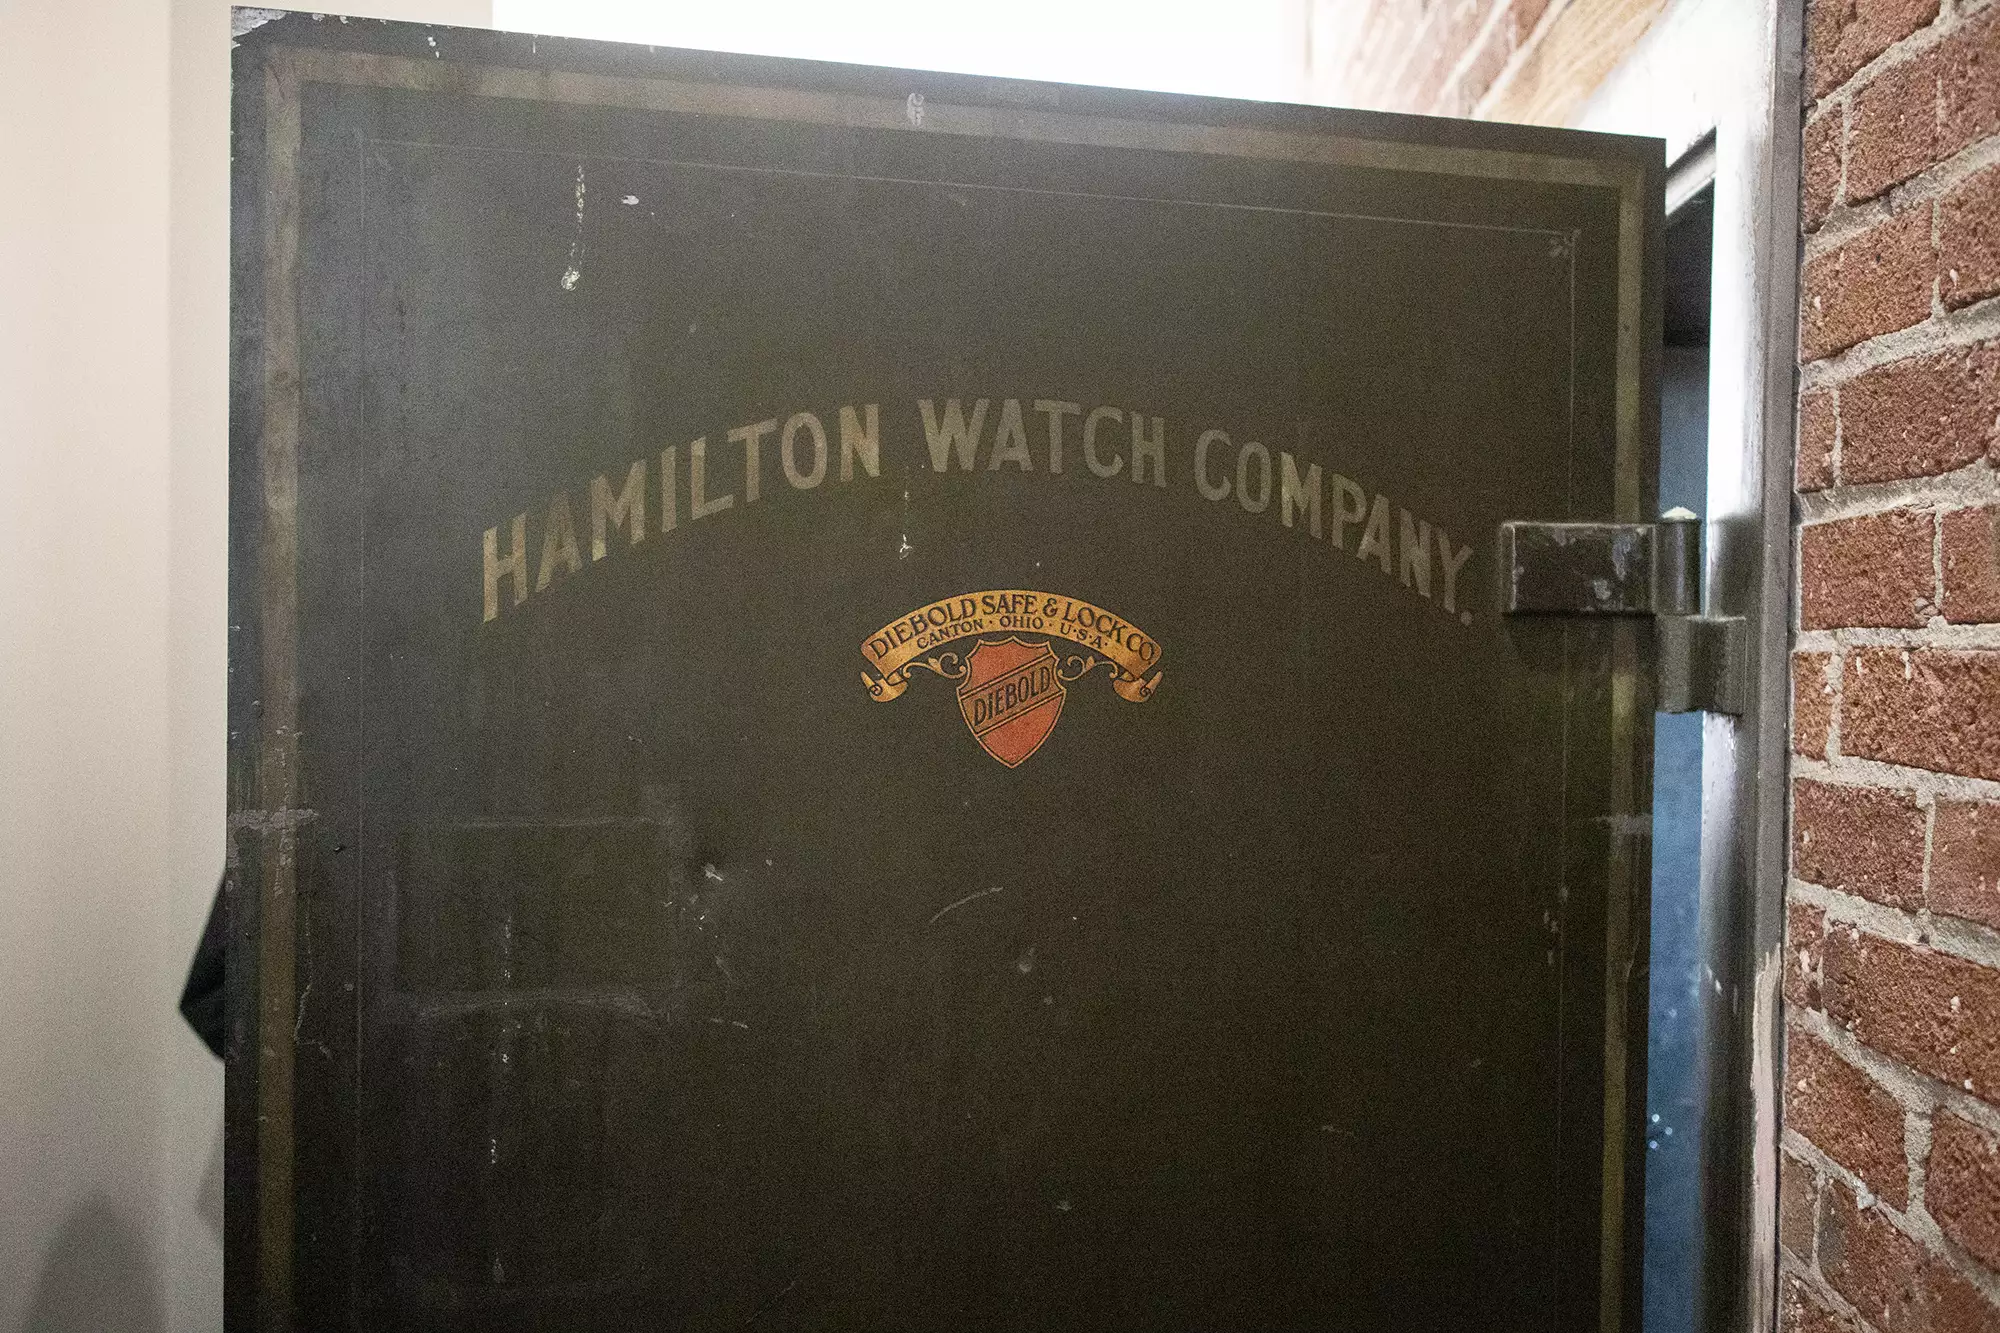 HAMILTON WATCH COMPANY.
DIEBOLD SAFE & LOCK CO
CANTON · OHIO · U·S·A·
DIEBOLD